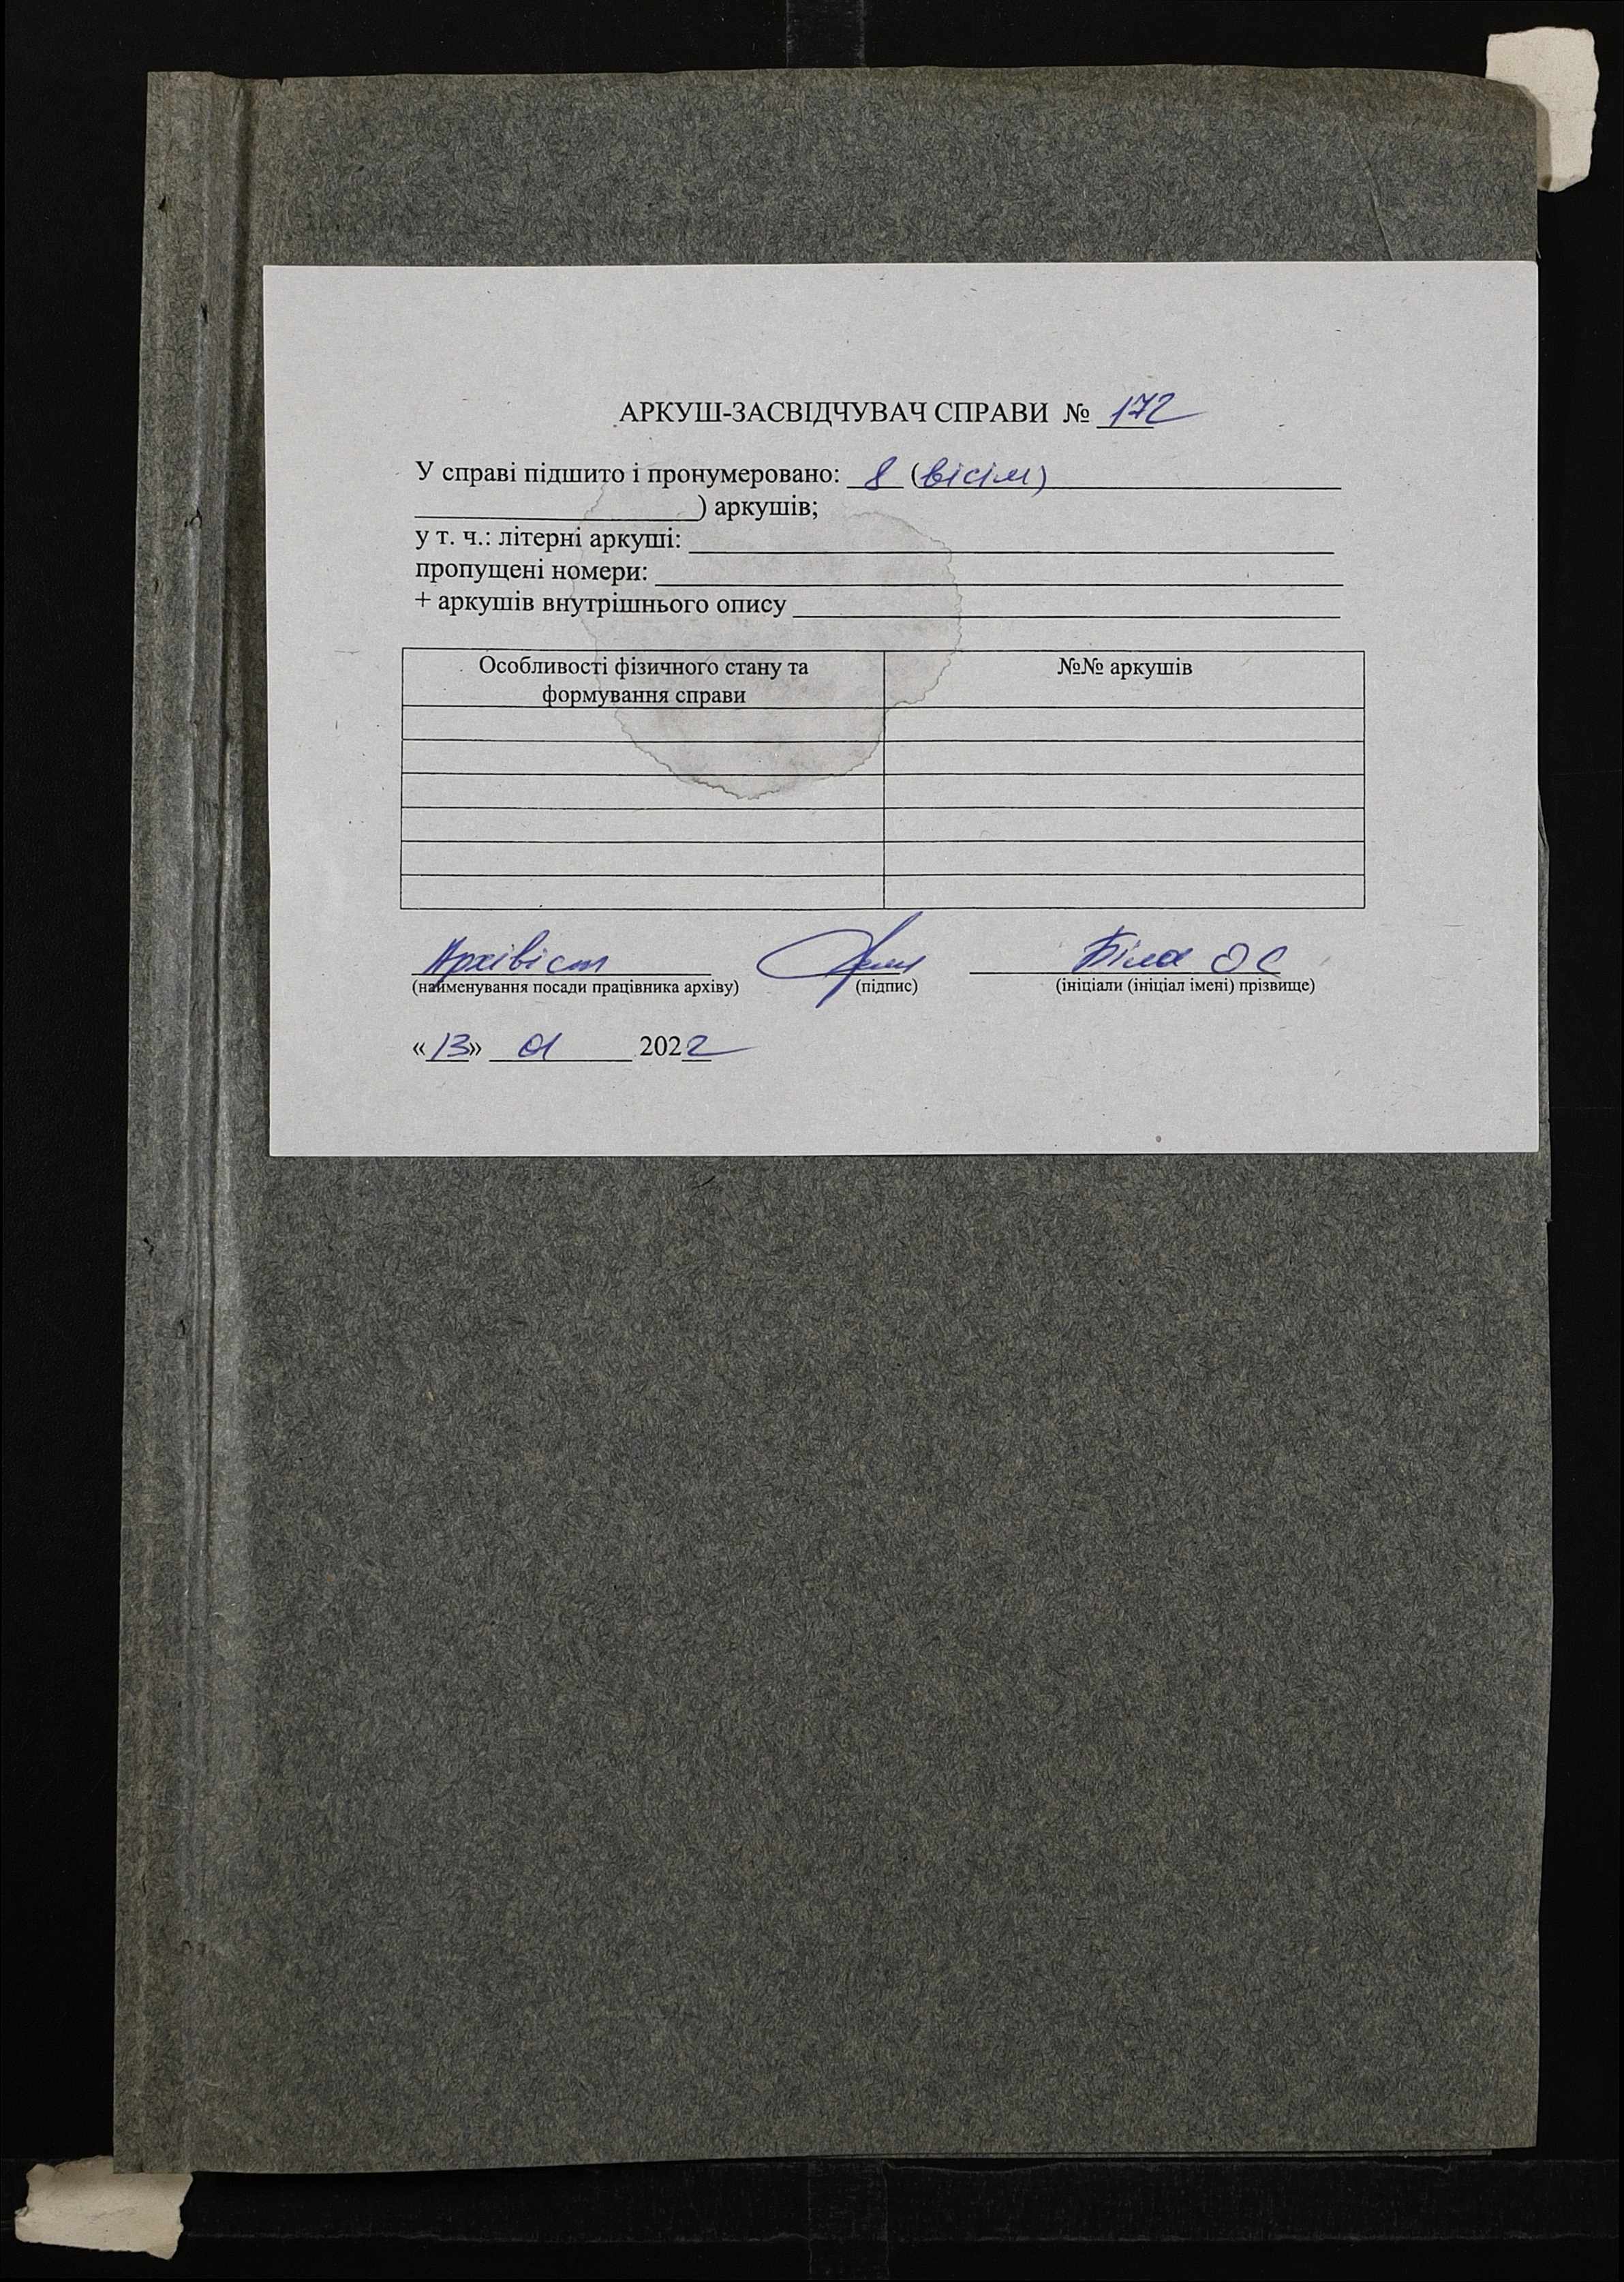 АРКУШ-ЗАСВІДЧУВАЧ СПРАВИ № 172
У справі підшито і пронумеровано: 8 (вісім)
) аркушів;
у т. ч.: літерні аркуші:
пропущені номери:
+ аркушів внутрішнього опису
Особливості фізичного стану та формування справи №№ аркушів
Архівіст Біла О С
(найменування посади працівника архіву) (підпис) (ініціали (ініціал імені) прізвище)
«13» 01 2022